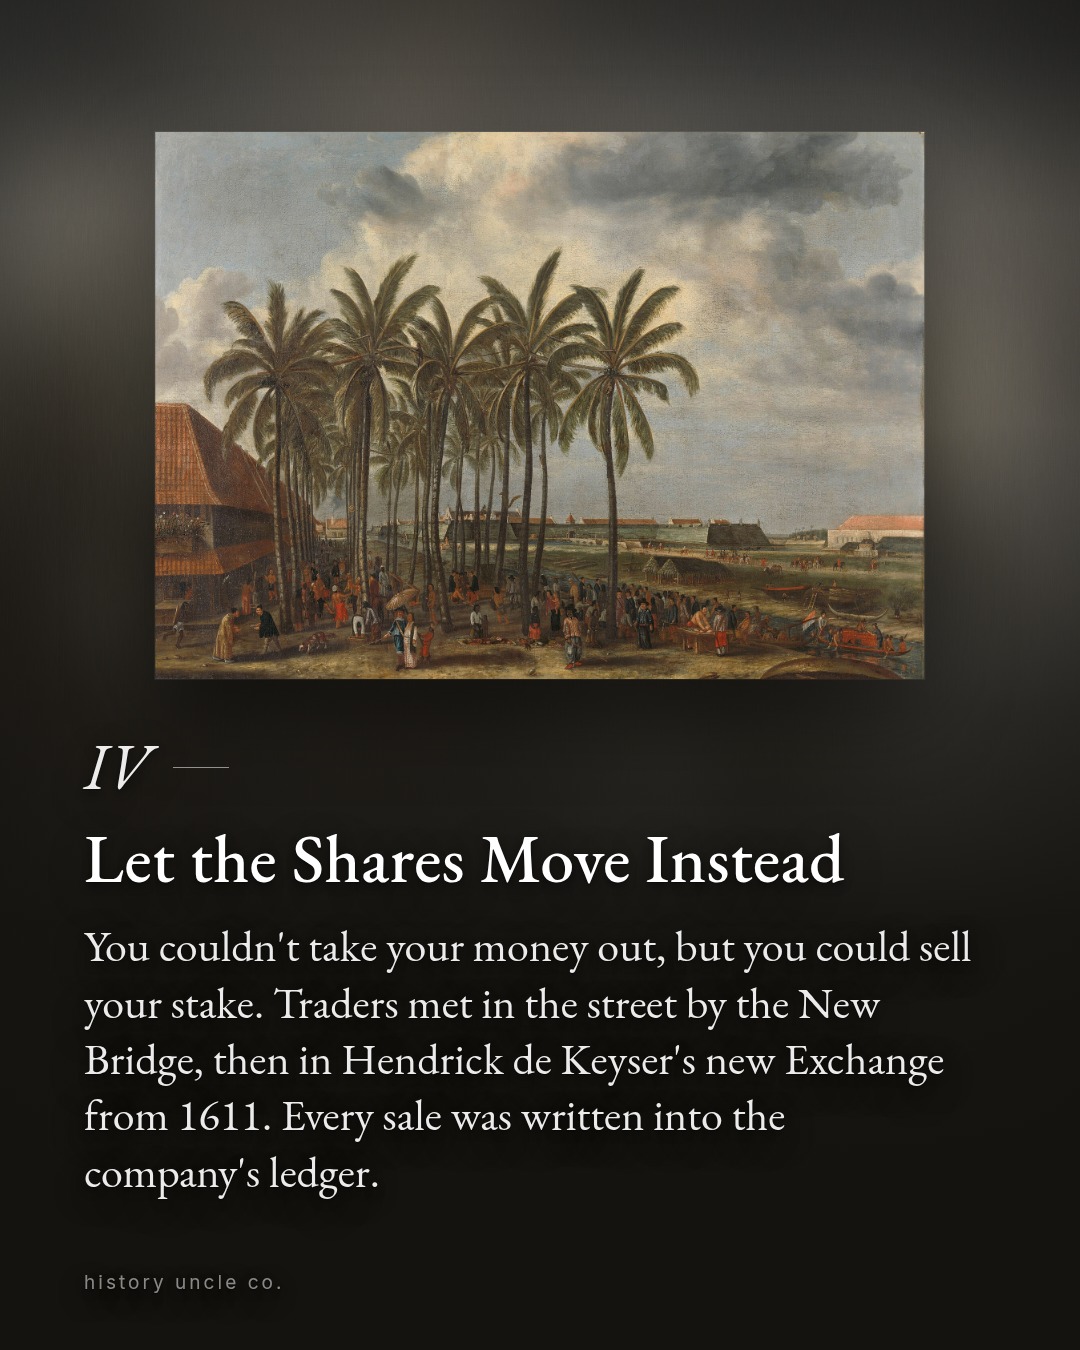 IV —
Let the Shares Move Instead
You couldn't take your money out, but you could sell
your stake. Traders met in the street by the New
Bridge, then in Hendrick de Keyser's new Exchange
from 1611. Every sale was written into the
company's ledger.
history uncle co.